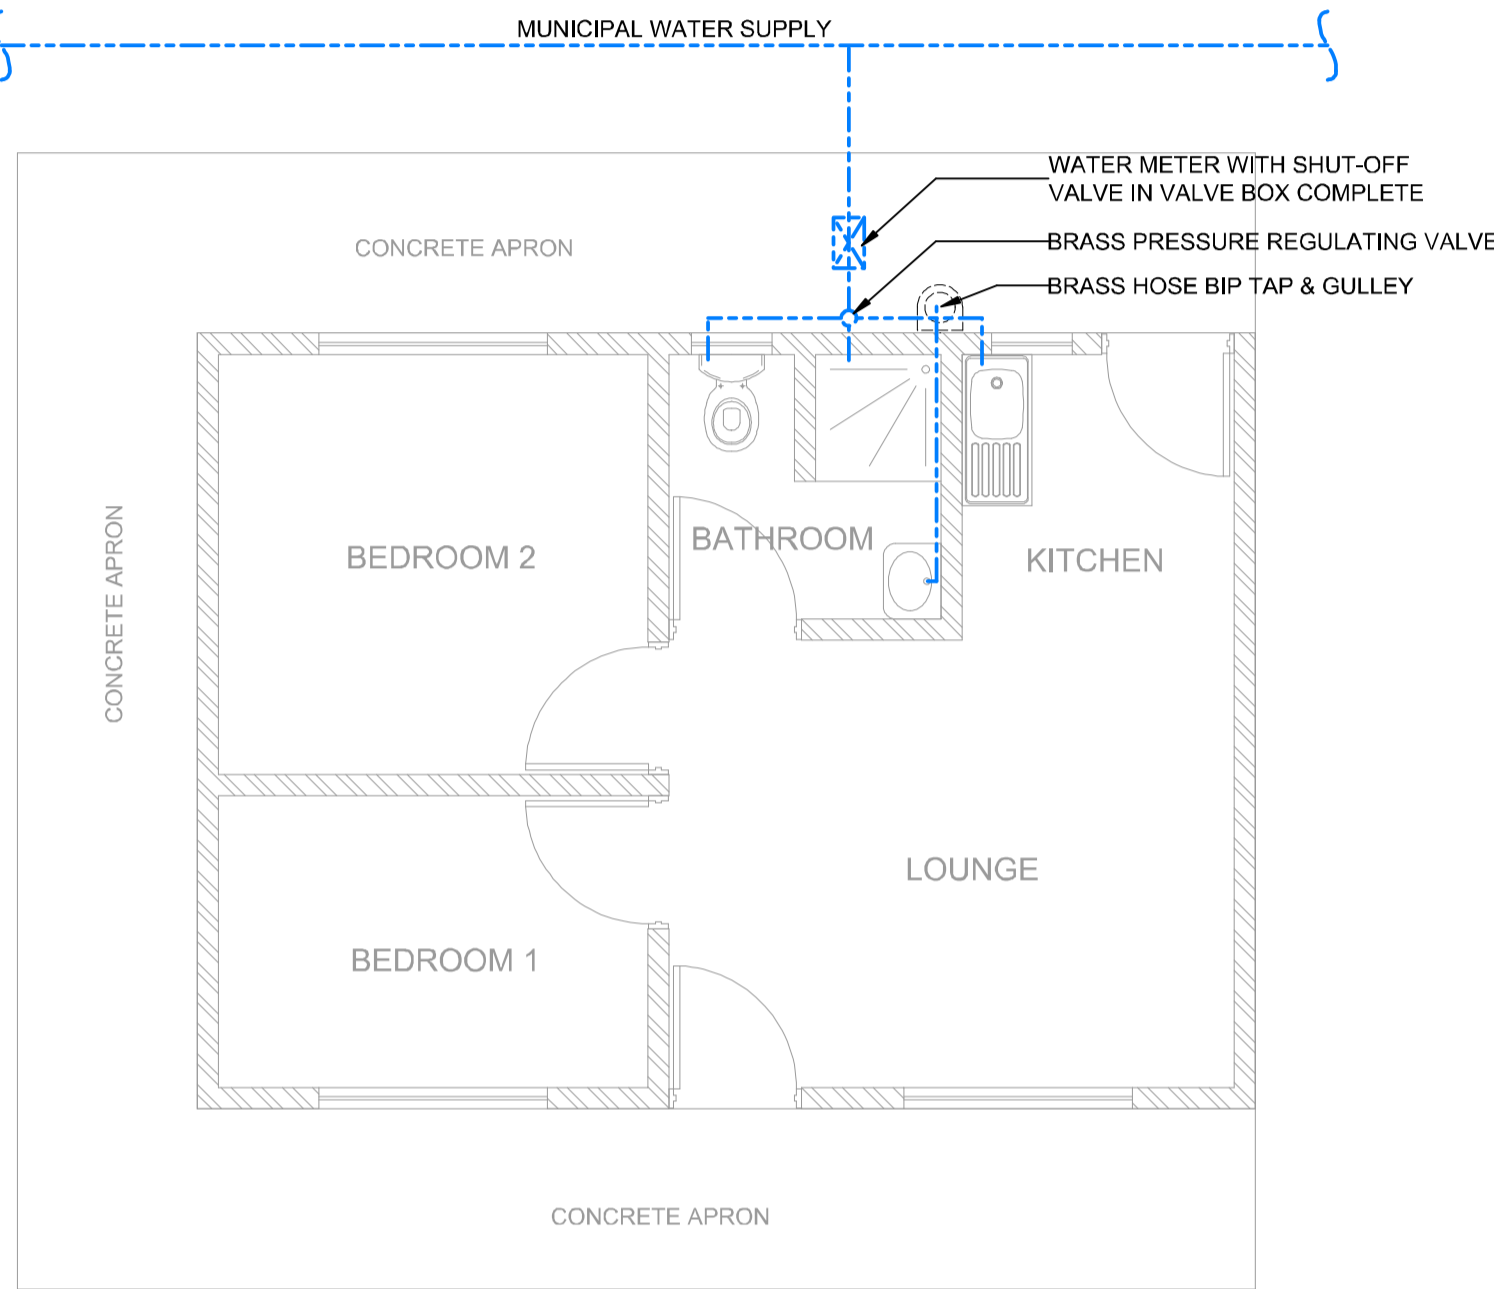 MUNICIPAL WATER SUPPLY
WATER METER WITH SHUT-OFF
VALVE IN VALVE BOX COMPLETE
CONCRETE APRON
BRASS PRESSURE REGULATING VALVE
BRASS HOSE BIP TAP & GULLEY
BATHROOM
BEDROOM 2
KITCHEN
CONCRETE APRON
LOUNGE
BEDROOM 1
CONCRETE APRON